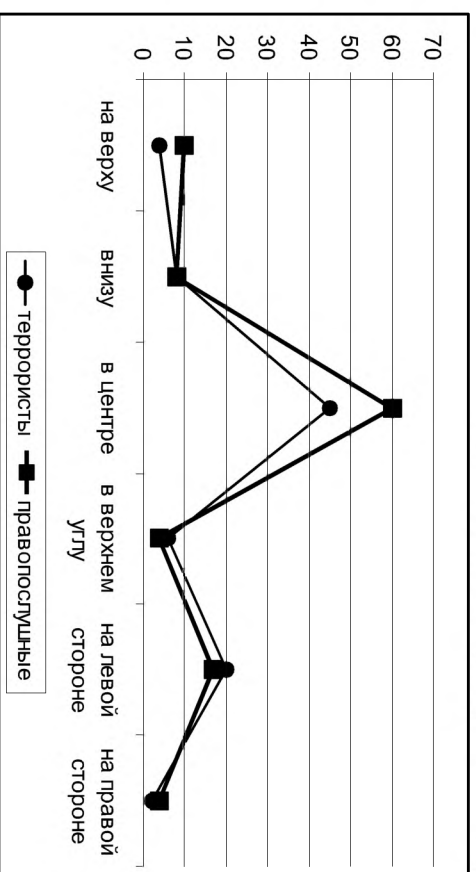 70
60
50
40
30
20
10
0
на верху
внизу
в центре
в верхнем
углу
на левой
стороне
на правой
стороне
террористы правопослушные